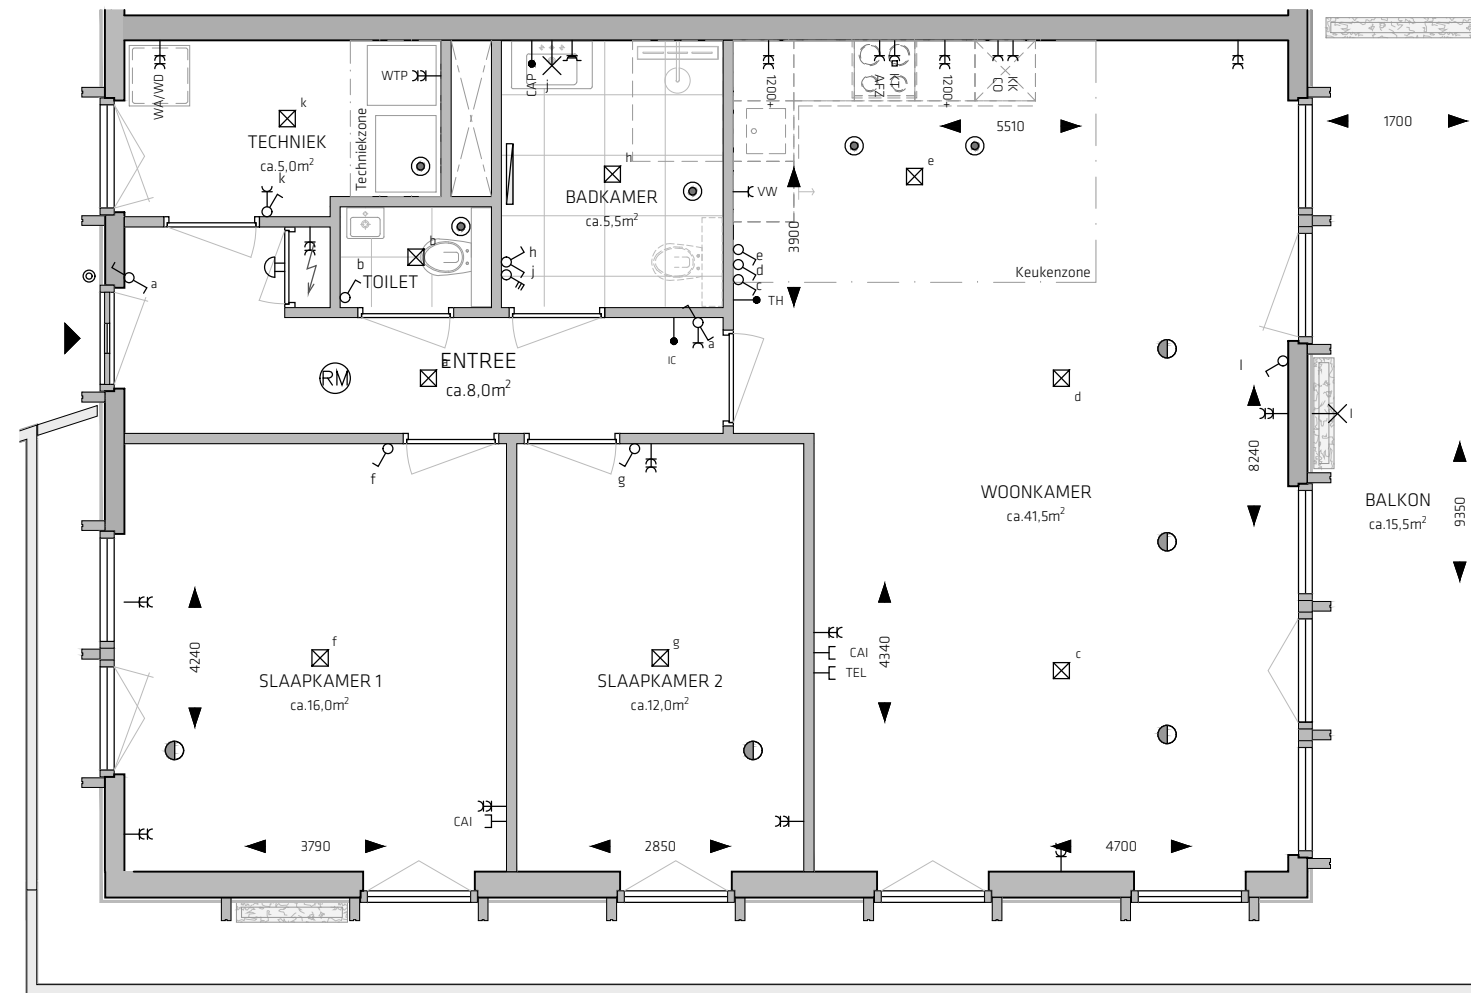 WA/WD
k
TECHNIEK
ca.5,0m²
k
Techniekzone
WTP
CAP
j
h
BADKAMER
ca.5,5m²
h
j
1200+
AFZ
KT
1200+
CO
KK
5510
e
VW
3900
Keukenzone
e
d
c
TH
1700
b
b
TOILET
a
RM
ENTREE
a
ca.8,0m²
IC
a
d
l
l
8240
WOONKAMER
ca.41,5m²
BALKON
ca.15,5m²
9350
f
g
4240
f
SLAAPKAMER 1
ca.16,0m²
g
SLAAPKAMER 2
ca.12,0m²
CAI
TEL
4340
c
CAI
3790
2850
4700